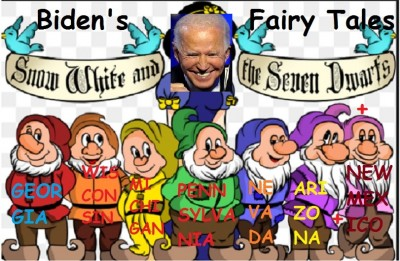 Biden's Fairy Tales
Snow White and the Seven Dwarfs
GEOR
GIA
WIS
CON
SIN
MI
CHI
GAN
PENN
SYLVA
NIA
NE
VA
DA
ARI
ZO
NA
+
+
NEW
MEX
ICO